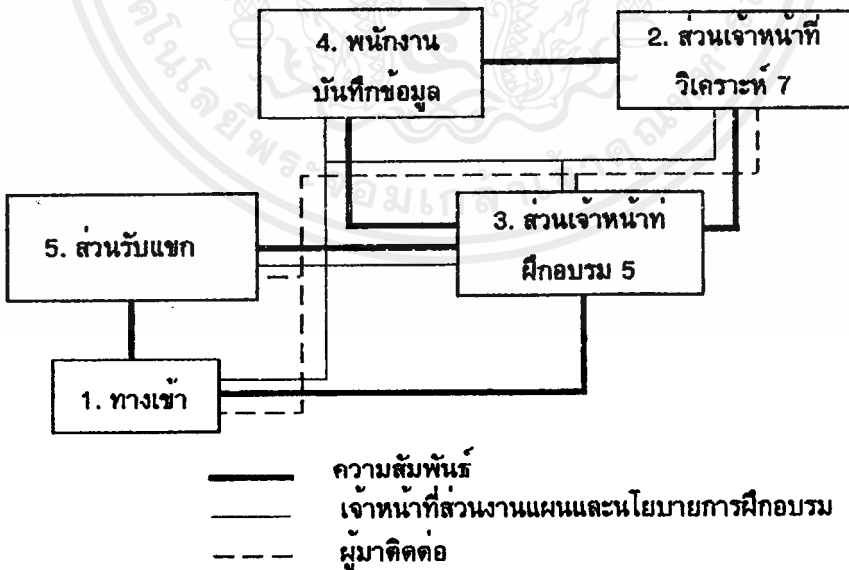 4. พนักงาน
บันทึกข้อมูล
2. ส่วนเจ้าหน้าที่
วิเคราะห์ 7
3. ส่วนเจ้าหน้าท่
ฝึกอบรม 5
5. ส่วนรับแขก
1. ทางเข้า
ความสัมพันธ์
เจ้าหน้าที่ส่วนงานแผนและนโยบายการฝึกอบรม
ผู้มาติดต่อ